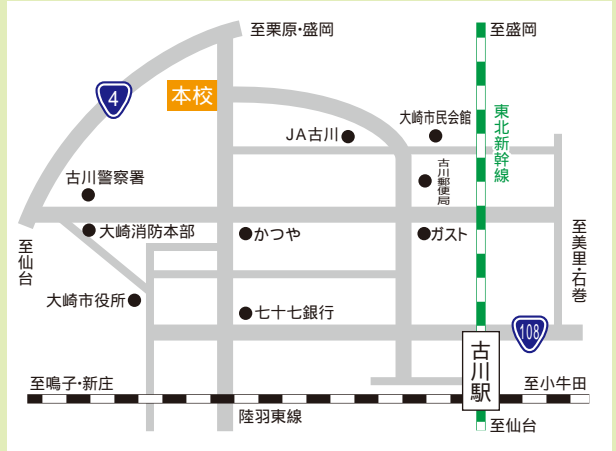 至栗原・盛岡
至盛岡
4
本校
大崎市民会館
JA古川
東北新幹線
古川郵便局
古川警察署
大崎消防本部
かつや
ガスト
至仙台
至美里・石巻
大崎市役所
七十七銀行
108
古川駅
至鳴子・新庄
至小牛田
陸羽東線
至仙台